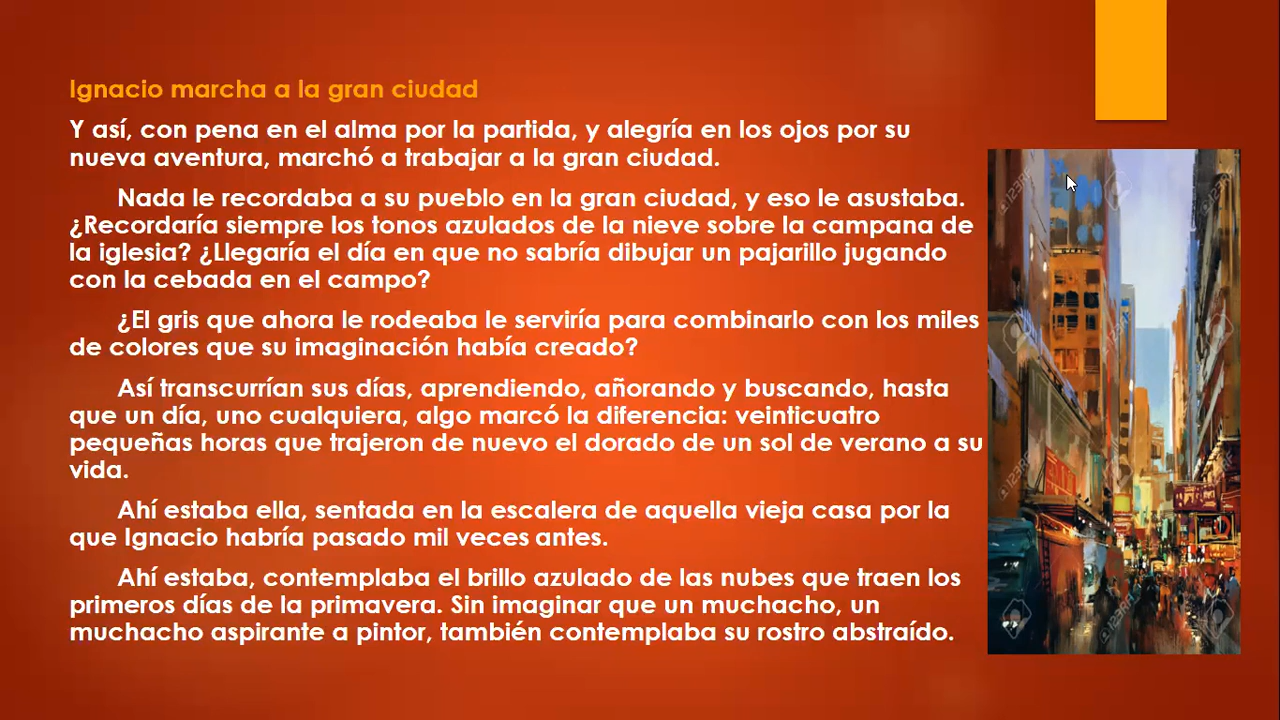 Ignacio marcha a la gran ciudad
Y así, con pena en el alma por la partida, y alegría en los ojos por su
nueva aventura, marchó a trabajar a la gran ciudad.
Nada le recordaba a su pueblo en la gran ciudad, y eso le asustaba.
¿Recordaría siempre los tonos azulados de la nieve sobre la campana de
la iglesia? ¿Llegaría el día en que no sabría dibujar un pajarillo jugando
con la cebada en el campo?
¿El gris que ahora le rodeaba le serviría para combinarlo con los miles
de colores que su imaginación había creado?
Así transcurrían sus días, aprendiendo, añorando y buscando, hasta
que un día, uno cualquiera, algo marcó la diferencia: veinticuatro
pequeñas horas que trajeron de nuevo el dorado de un sol de verano a su
vida.
Ahí estaba ella, sentada en la escalera de aquella vieja casa por la
que Ignacio habría pasado mil veces antes.
Ahí estaba, contemplaba el brillo azulado de las nubes que traen los
primeros días de la primavera. Sin imaginar que un muchacho, un
muchacho aspirante a pintor, también contemplaba su rostro abstraído.